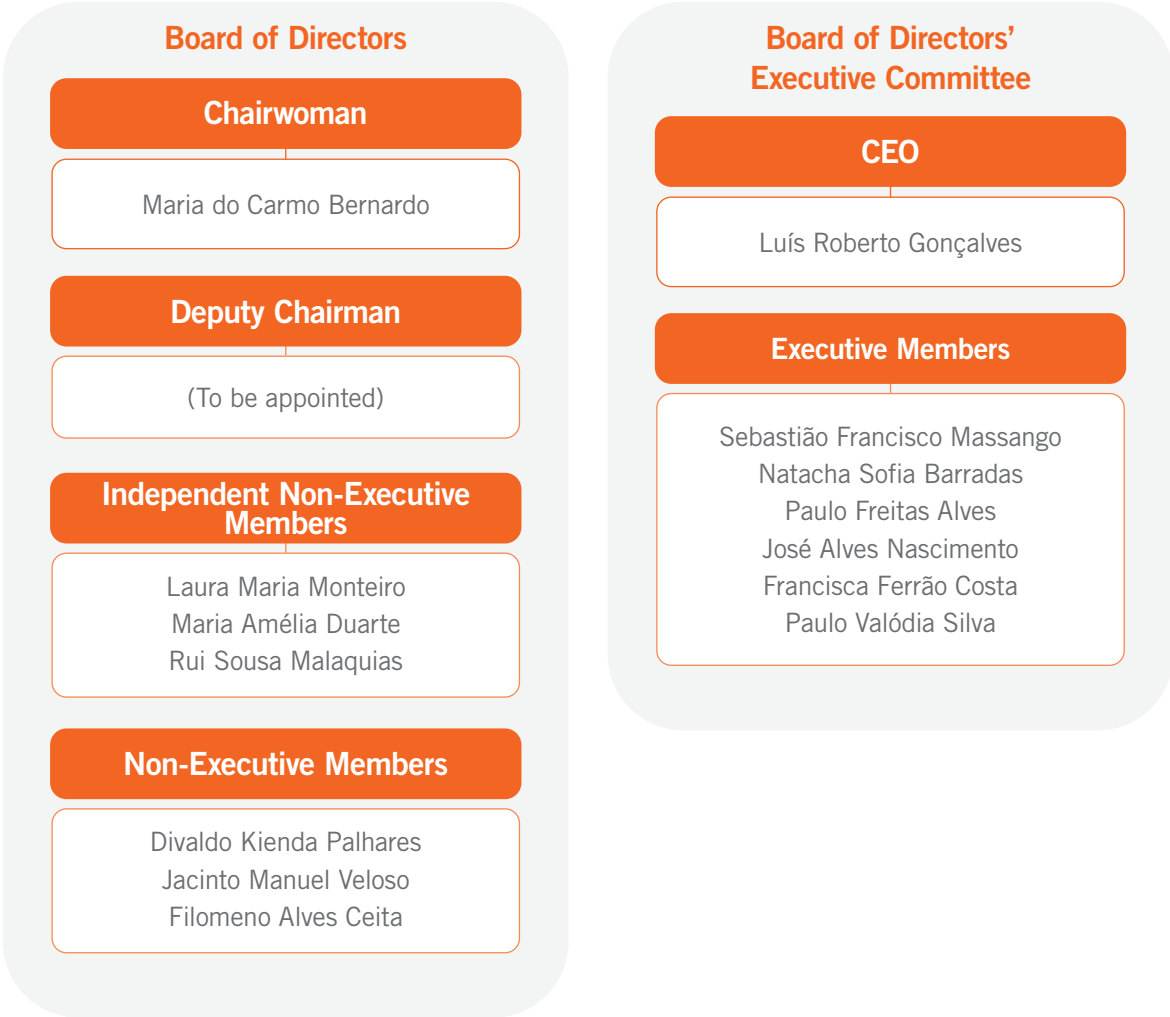 Board of Directors
Chairwoman
Maria do Carmo Bernardo
Deputy Chairman
(To be appointed)
Independent Non-Executive
Members
Laura Maria Monteiro
Maria Amélia Duarte
Rui Sousa Malaquias
Non-Executive Members
Divaldo Kienda Palhares
Jacinto Manuel Veloso
Filomeno Alves Ceita
Board of Directors’
Executive Committee
CEO
Luís Roberto Gonçalves
Executive Members
Sebastião Francisco Massango
Natacha Sofia Barradas
Paulo Freitas Alves
José Alves Nascimento
Francisca Ferrão Costa
Paulo Valódia Silva